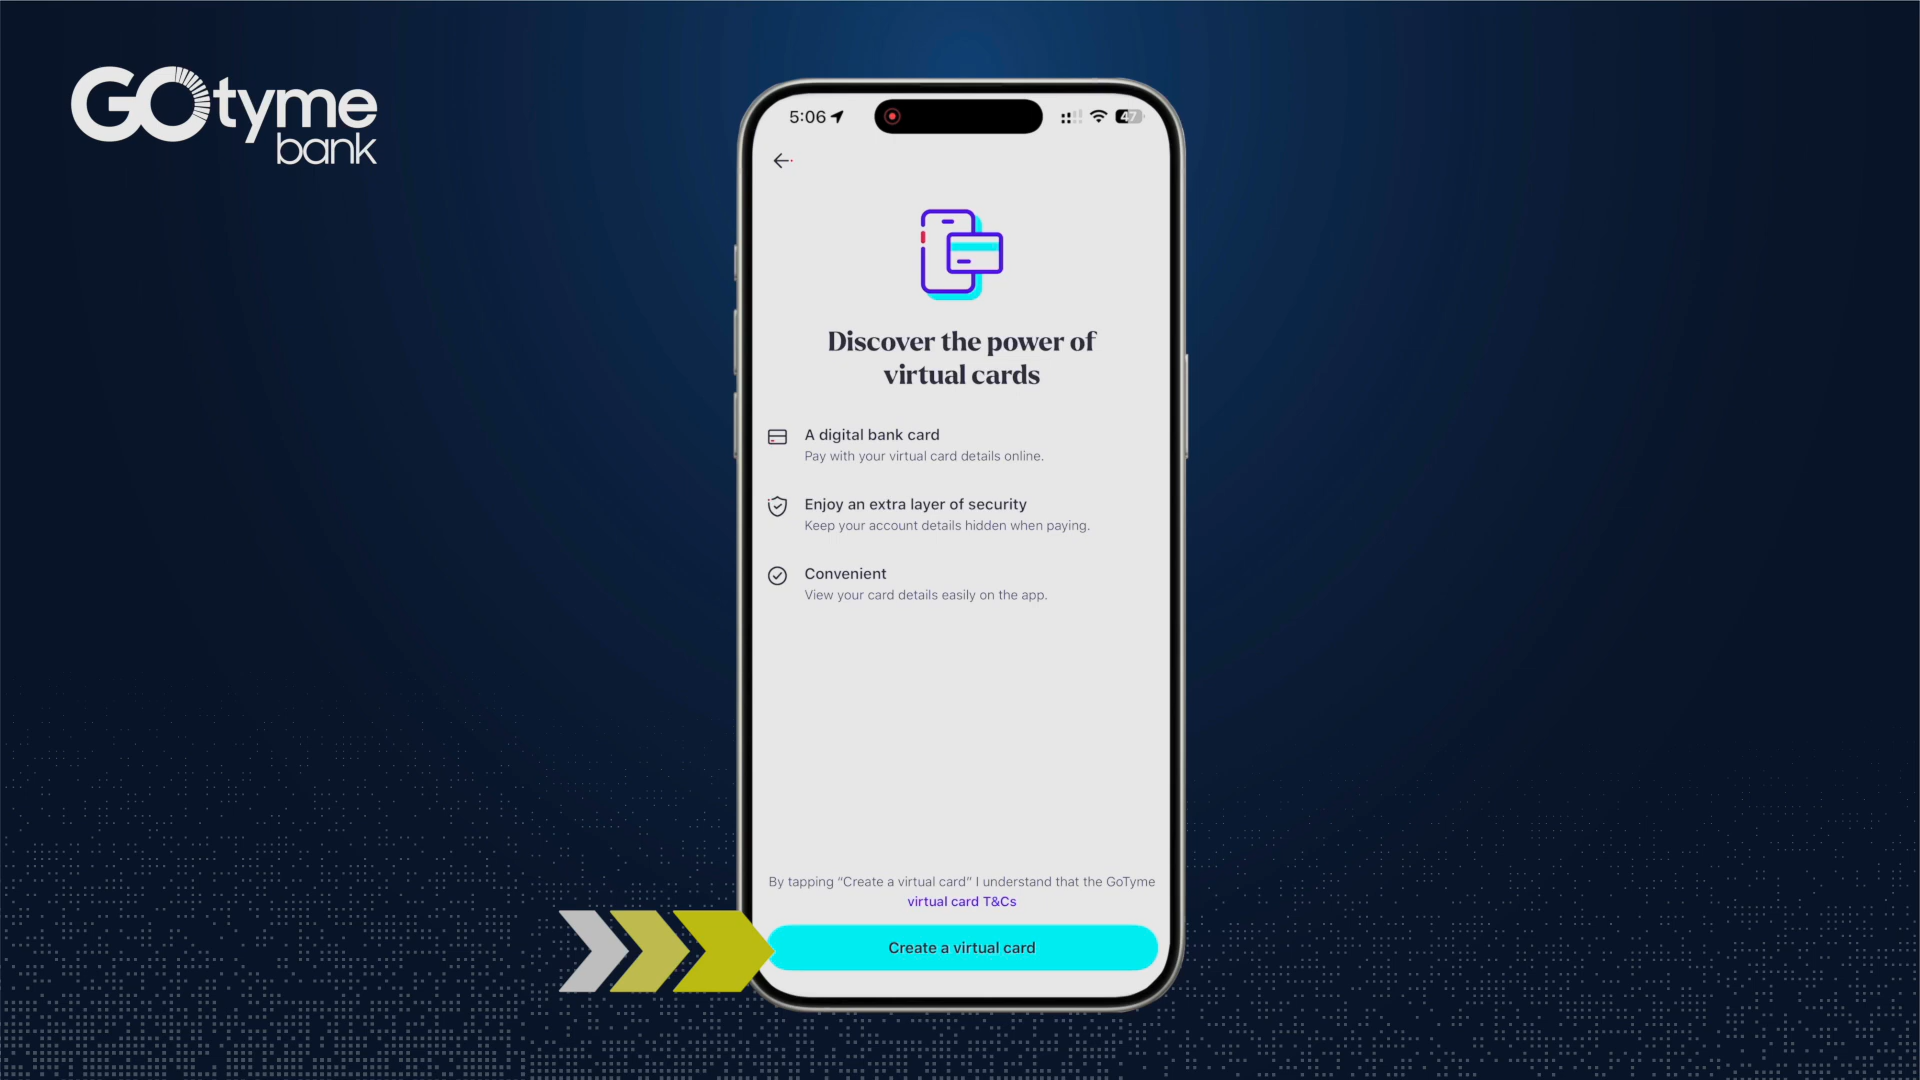 GOtyme
bank
5:06
47
Discover the power of
virtual cards
A digital bank card
Pay with your virtual card details online.
Enjoy an extra layer of security
Keep your account details hidden when paying.
Convenient
View your card details easily on the app.
By tapping “Create a virtual card” I understand that the GoTyme
virtual card T&Cs
Create a virtual card